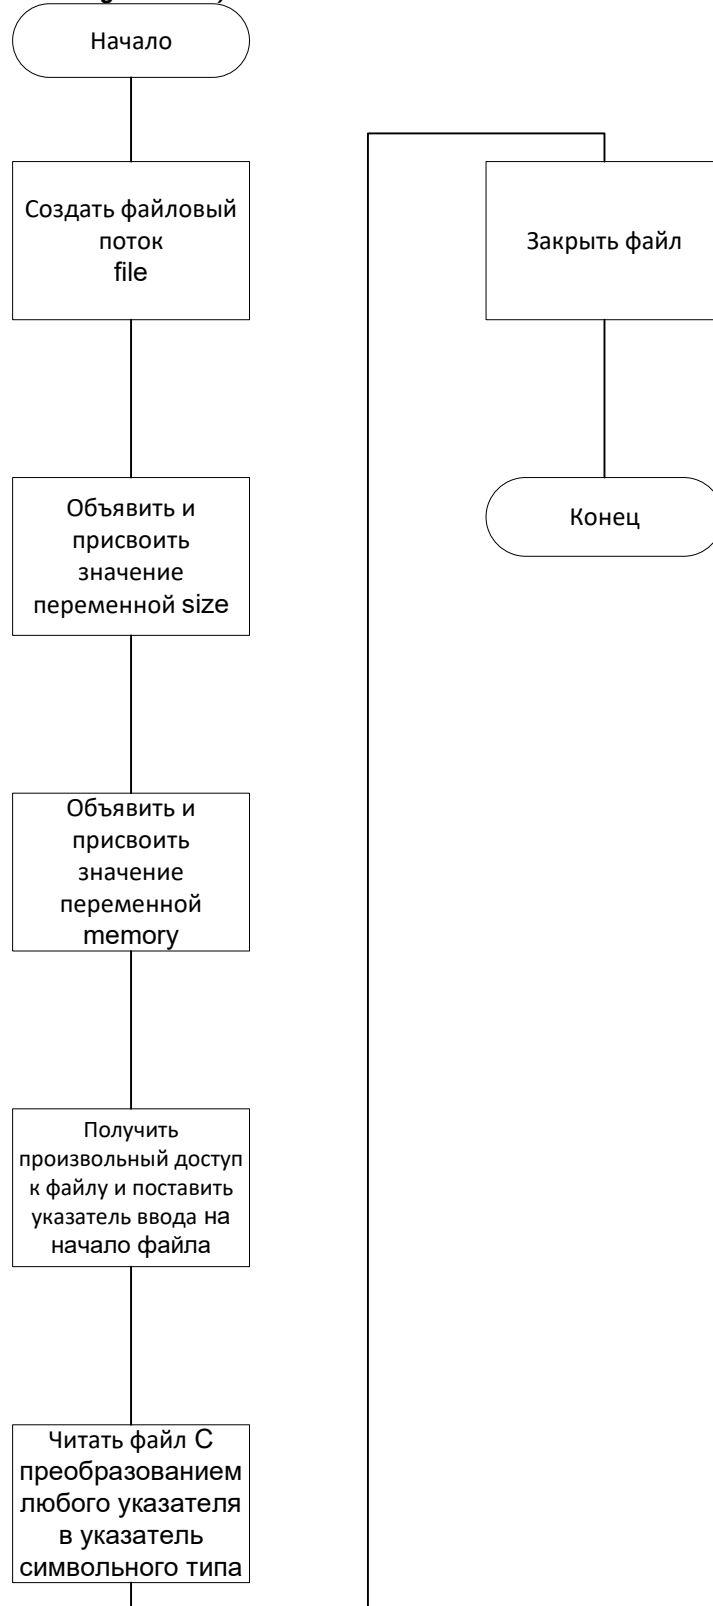 Начало
Создать файловый
поток
file
Объявить и
присвоить
значение
переменной size
Объявить и
присвоить
значение
переменной
memory
Получить
произвольный доступ
к файлу и поставить
указатель ввода на
начало файла
Читать файл С
преобразованием
любого указателя
в указатель
символьного типа
Закрыть файл
Конец